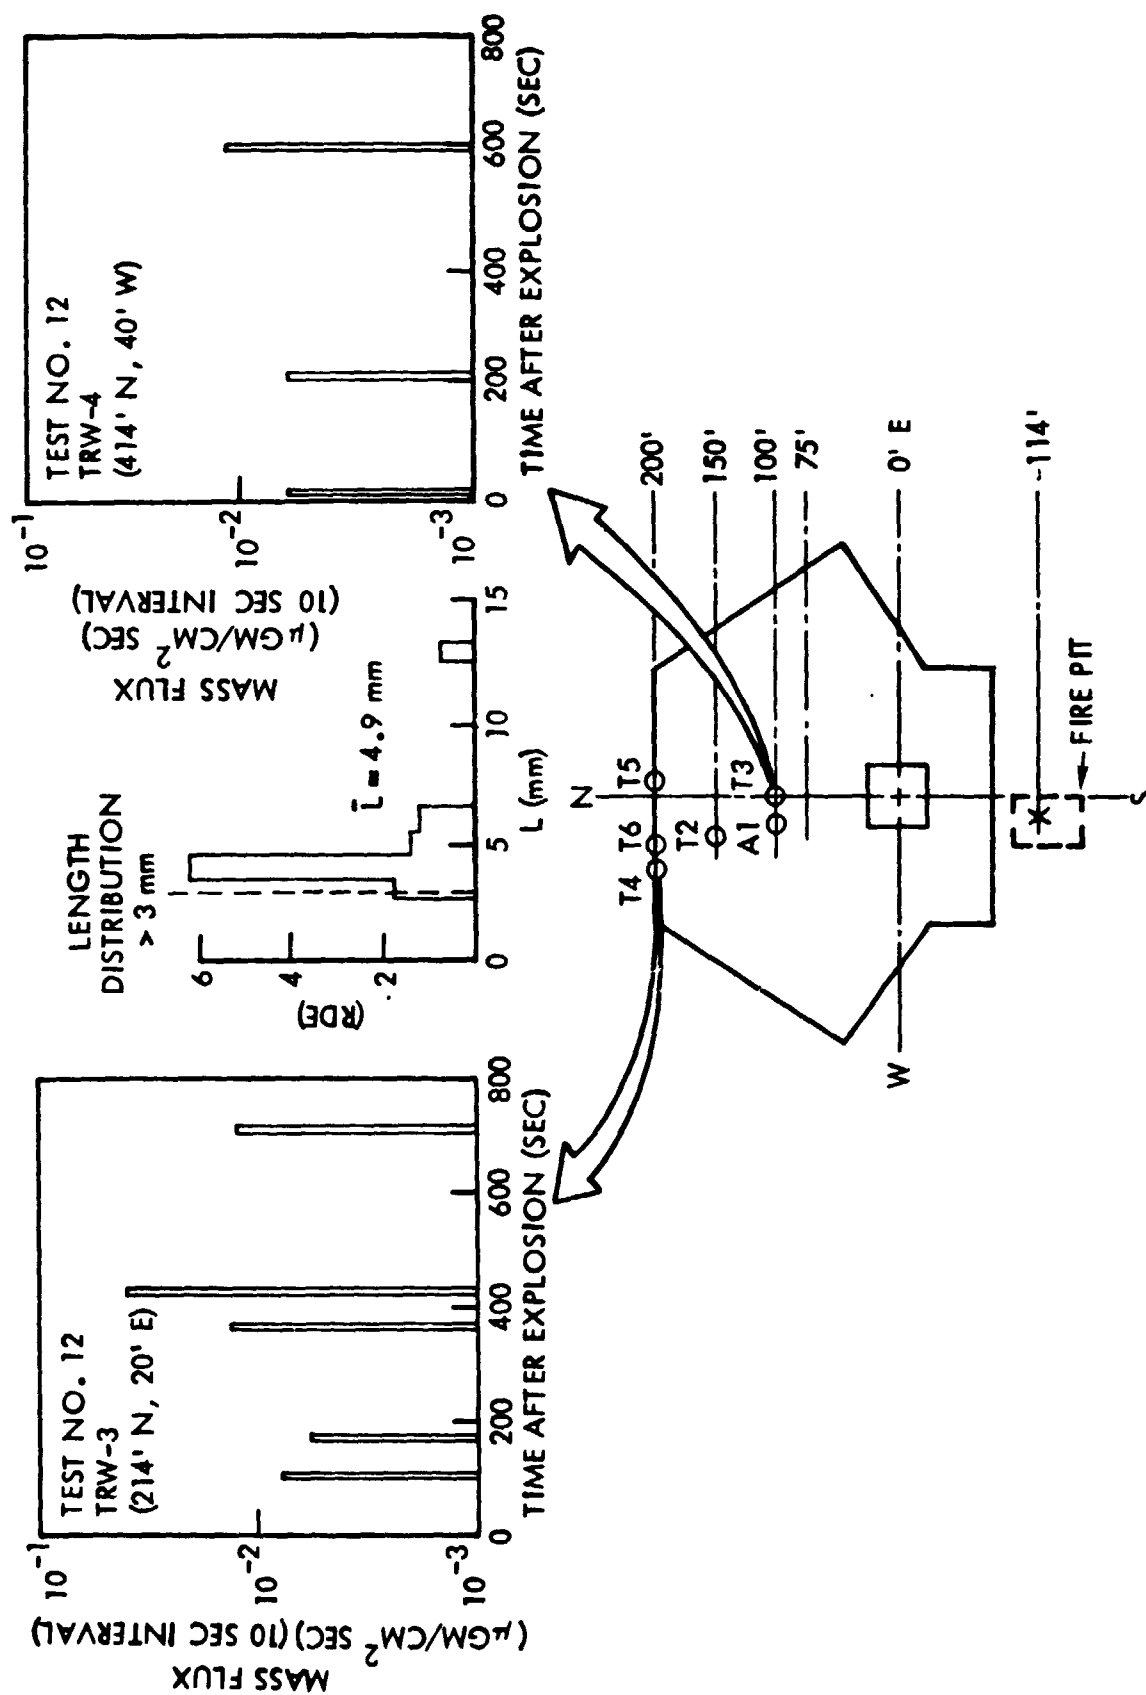 MASS FLUX
(μGM/CM² SEC) (10 SEC INTERVAL)
10⁻¹
10⁻²
10⁻³
TEST NO. 12
TRW-3
(214' N, 20' E)
0
200
400
600
800
TIME AFTER EXPLOSION (SEC)
LENGTH
DISTRIBUTION
> 3 mm
(RDE)
.6
.4
.2
0
5
10
15
L (mm)
L̄ = 4.9 mm
MASS FLUX
(μGM/CM² SEC)
(10 SEC INTERVAL)
10⁻¹
10⁻²
10⁻³
TEST NO. 12
TRW-4
(414' N, 40' W)
0
200
400
600
800
TIME AFTER EXPLOSION (SEC)
N
T4
T6
T5
200'
T2
150'
A1
T3
100'
75'
W
0' E
-114'
FIRE PIT
S